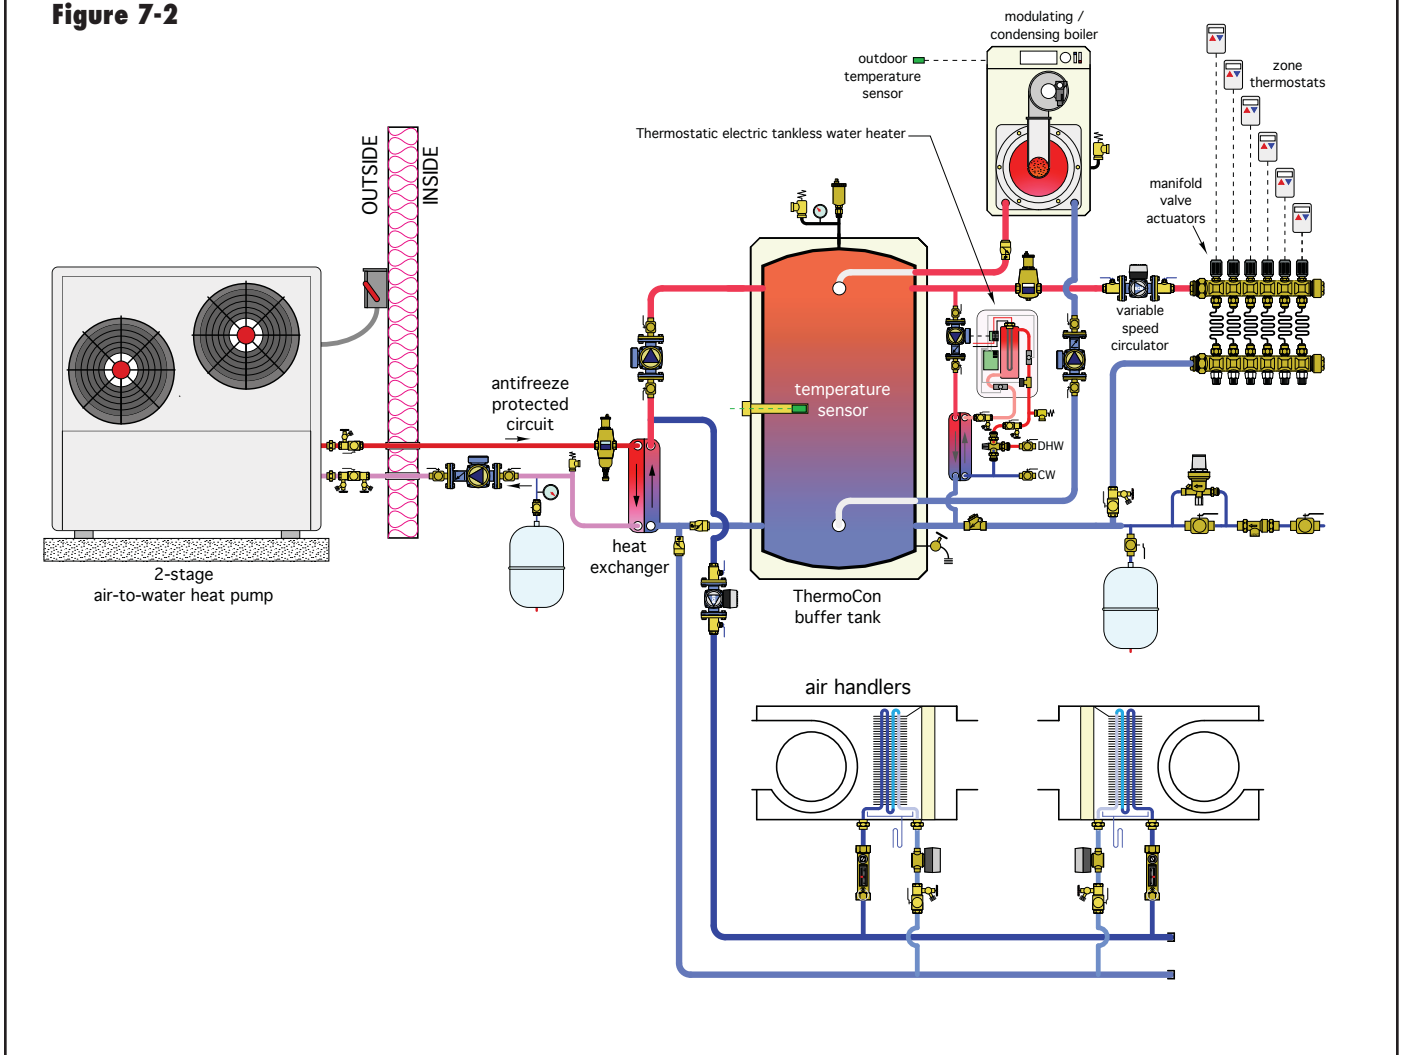 Figure 7-2
modulating /
condensing boiler
outdoor
temperature
sensor
zone
thermostats
Thermostatic electric tankless water heater
OUTSIDE
INSIDE
manifold
valve
actuators
variable
speed
circulator
antifreeze
protected
circuit
temperature
sensor
DHW
CW
heat
exchanger
2-stage
air-to-water heat pump
ThermoCon
buffer tank
air handlers